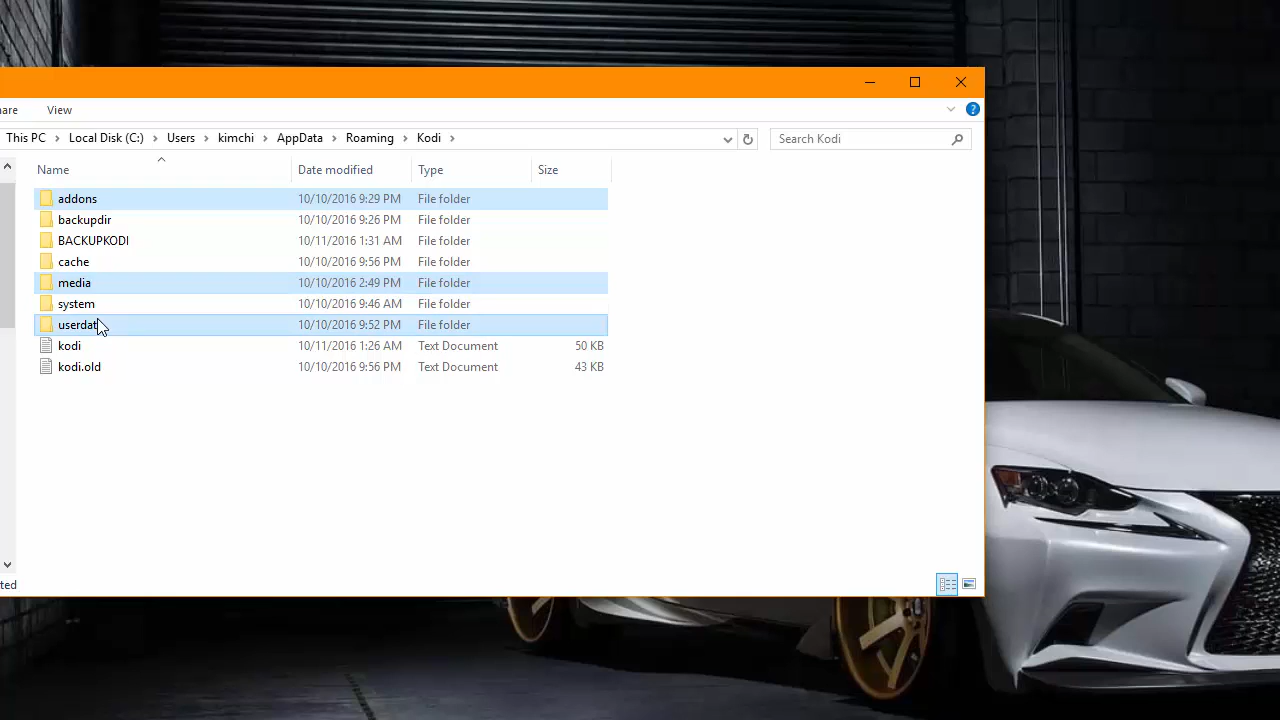 are View
This PC > Local Disk (C:) > Users > kimchi > AppData > Roaming > Kodi > Search Kodi
Name Date modified Type Size
addons 10/10/2016 9:29 PM File folder
backupdir 10/10/2016 9:26 PM File folder
BACKUPKODI 10/11/2016 1:31 AM File folder
cache 10/10/2016 9:56 PM File folder
media 10/10/2016 2:49 PM File folder
system 10/10/2016 9:46 AM File folder
userdat 10/10/2016 9:52 PM File folder
kodi 10/11/2016 1:26 AM Text Document 50 KB
kodi.old 10/10/2016 9:56 PM Text Document 43 KB
ted